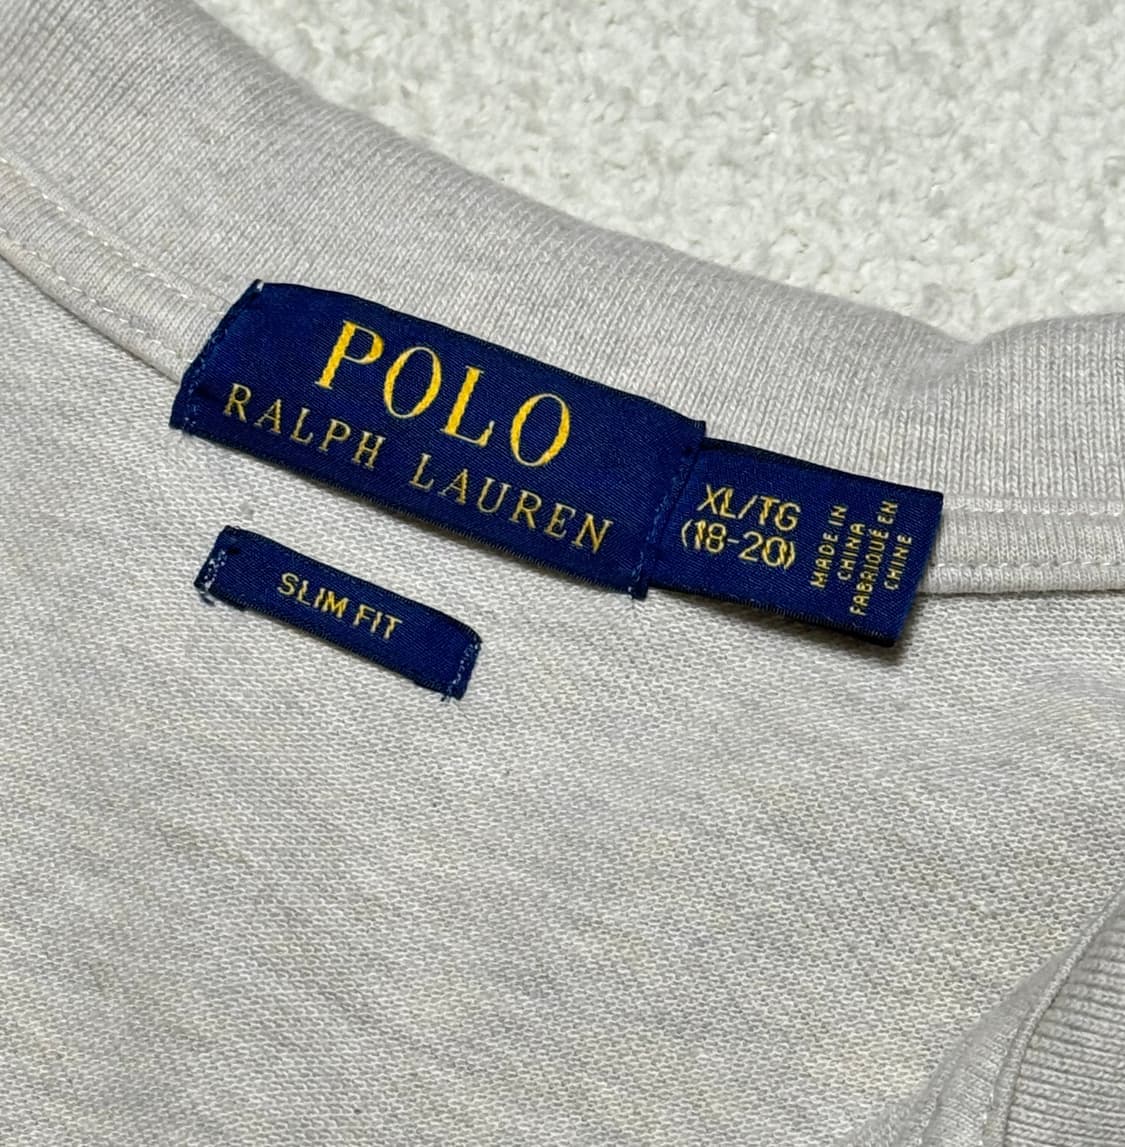 POLO
RALPH LAUREN
XL/TG
(18-20)
MADE IN
CHINA
FABRIQUÉ EN
CHINE
SLIM FIT